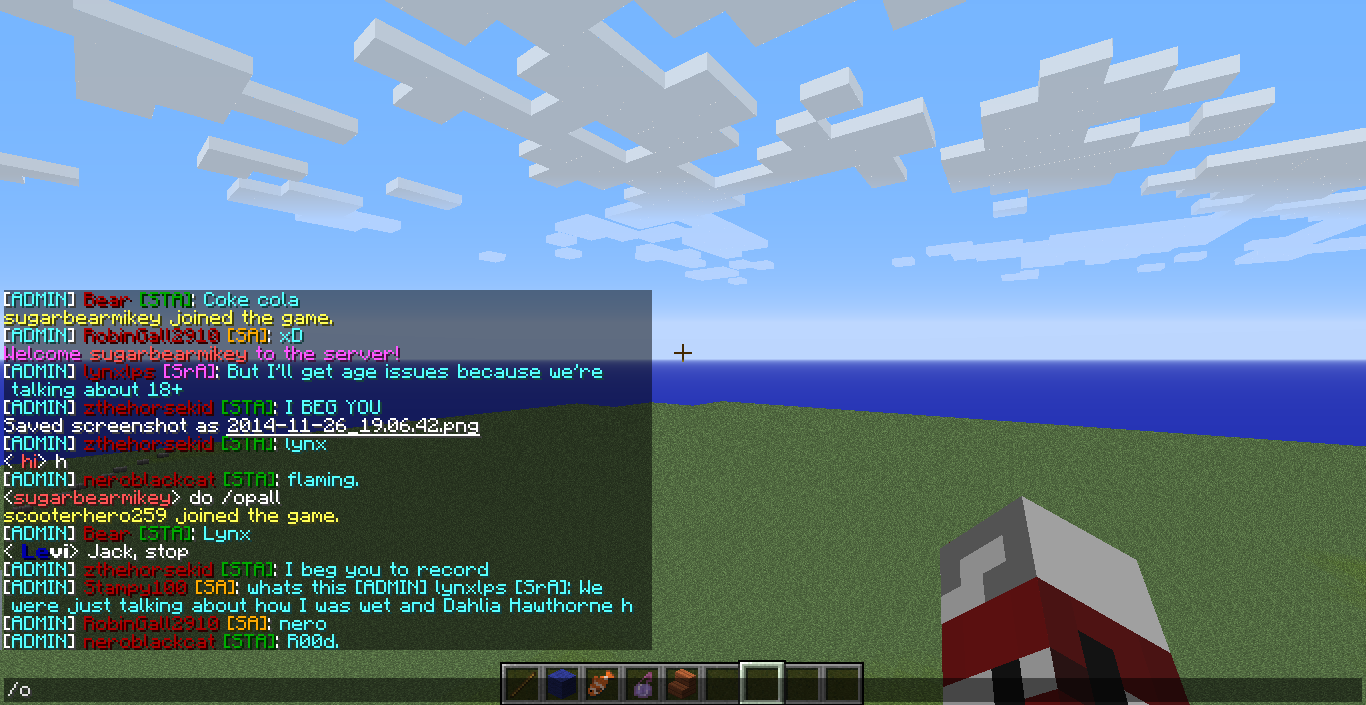 [ADMIN] Bear [STA]: Coke cola
sugarbearmikey joined the game.
[ADMIN] RobinGall2910 [SA]: xD
Welcome sugarbearmikey to the server!
[ADMIN] lynxlps [SrA]: But I'll get age issues because we're
talking about 18+
[ADMIN] zthehorsekid [STA]: I BEG YOU
Saved screenshot as 2014-11-26_19.06.42.png
[ADMIN] zthehorsekid [STA]: lynx
< hi> h
[ADMIN] neroblackcat [STA]: flaming.
<sugarbearmikey> do /opall
scooterhero259 joined the game.
[ADMIN] Bear [STA]: Lynx
< Levi> Jack, stop
[ADMIN] zthehorsekid [STA]: I beg you to record
[ADMIN] Stampy100 [SA]: whats this [ADMIN] lynxlps [SrA]: We
were just talking about how I was wet and Dahlia Hawthorne h
[ADMIN] RobinGall2910 [SA]: nero
[ADMIN] neroblackcat [STA]: R00d.
/o